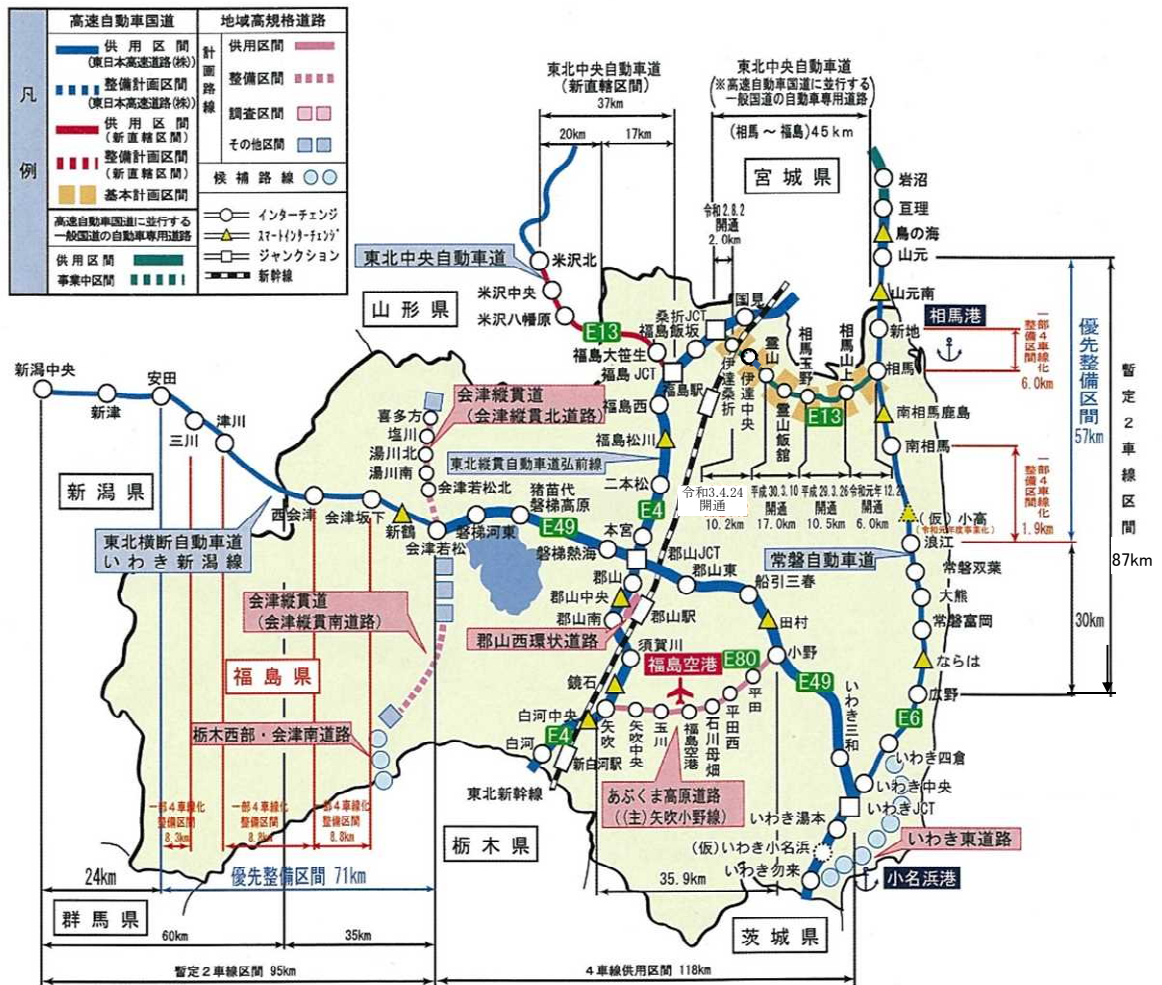 凡
例
高速自動車国道
供用区間
(東日本高速道路(株))
整備計画区間
(東日本高速道路(株))
供用区間
(新直轄区間)
整備計画区間
(新直轄区間)
基本計画区間
高速自動車国道に並行する
一般国道の自動車専用道路
供用区間
事業中区間
地域高規格道路
計画路線
供用区間
整備区間
調査区間
その他区間
候補路線
インターチェンジ
スマートインターチェンジ
ジャンクション
新幹線
東北中央自動車道
(新直轄区間)
37km
20km
17km
東北中央自動車道
(※高速自動車国道に並行する
一般国道の自動車専用道路)
(相馬〜福島)45km
宮城県
令和2.8.2
開通
2.0km
岩沼
亘理
鳥の海
山元
山元南
新地
相馬
南相馬鹿島
南相馬
(仮)小高
(令和元年度事業化)
浪江
常磐双葉
大熊
常磐富岡
ならは
広野
いわき四倉
いわき中央
いわきJCT
いわき湯本
(仮)いわき小名浜
いわき勿来
相馬港
一部4車線化
整備区間
6.0km
一部4車線化
整備区間
1.9km
優先整備区間
57km
30km
暫定2車線区間
87km
東北中央自動車道
米沢北
米沢中央
米沢八幡原
E13
山形県
国見
桑折JCT
福島飯坂
福島大笹生
福島JCT
福島駅
福島西
福島松川
二本松
本宮
伊達桑折
伊達中央
霊山
霊山飯舘
相馬玉野
相馬山上
E13
令和3.4.24
開通
10.2km
平成30.3.10
開通
17.0km
平成29.3.26
開通
10.5km
令和元年12.22
開通
6.0km
新潟中央
新津
安田
三川
津川
西会津
会津坂下
新鶴
会津若松
磐梯河東
猪苗代
磐梯高原
E49
磐梯熱海
喜多方
塩川
湯川北
湯川南
会津若松北
会津縦貫道
(会津縦貫北道路)
東北縦貫自動車道弘前線
E4
新潟県
東北横断自動車道
いわき新潟線
常磐自動車道
郡山JCT
郡山東
船引三春
田村
小野
E49
いわき三和
E6
郡山
郡山中央
郡山南
郡山駅
郡山西環状道路
須賀川
鏡石
福島空港
E80
矢吹
矢吹中央
玉川
福島空港
石川母畑
平田西
平田
白河中央
E4
白河
新白河駅
東北新幹線
あぶくま高原道路
((主)矢吹小野線)
会津縦貫道
(会津縦貫南道路)
福島県
栃木西部・会津南道路
一部4車線化
整備区間
8.3km
一部4車線化
整備区間
8.2km
一部4車線化
整備区間
8.8km
栃木県
いわき東道路
小名浜港
茨城県
群馬県
24km
優先整備区間 71km
35.9km
60km
35km
暫定2車線区間 95km
4車線供用区間 118km